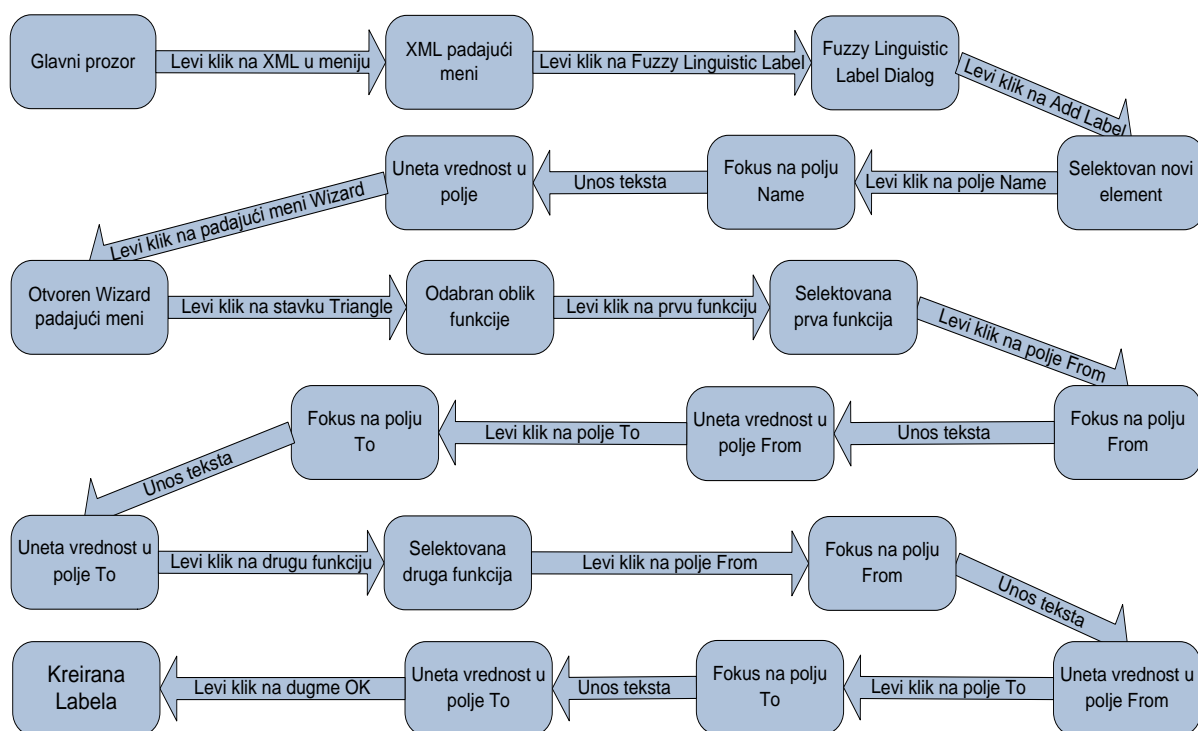 Glavni prozor
Levi klik na XML u meniju
XML padajući
meni
Levi klik na Fuzzy Linguistic Label
Fuzzy Linguistic
Label Dialog
Levi klik na Add Label
Selektovan novi
element
Levi klik na polje Name
Fokus na polju
Name
Unos teksta
Uneta vrednost u
polje
Levi klik na padajući meni Wizard
Otvoren Wizard
padajući meni
Levi klik na stavku Triangle
Odabran oblik
funkcije
Levi klik na prvu funkciju
Selektovana
prva funkcija
Levi klik na polje From
Fokus na polju
From
Unos teksta
Uneta vrednost u
polje From
Levi klik na polje To
Fokus na polju
To
Unos teksta
Uneta vrednost u
polje To
Levi klik na drugu funkciju
Selektovana
druga funkcija
Levi klik na polje From
Fokus na polju
From
Unos teksta
Uneta vrednost u
polje From
Levi klik na polje To
Fokus na polju
To
Unos teksta
Uneta vrednost u
polje To
Levi klik na dugme OK
Kreirana
Labela